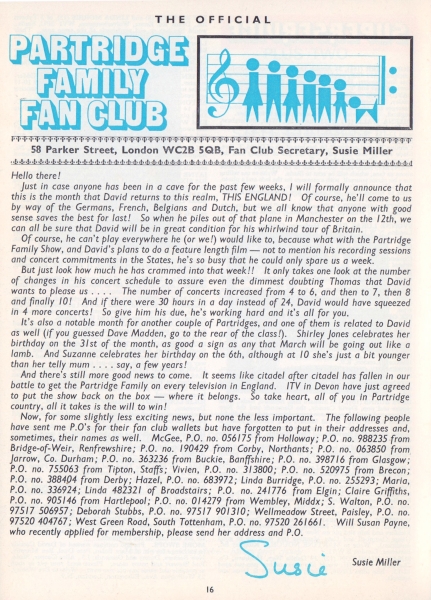 THE OFFICIAL
PARTRIDGE
FAMILY
FAN CLUB
58 Parker Street, London WC2B 5QB, Fan Club Secretary, Susie Miller
Hello there!
Just in case anyone has been in a cave for the past few weeks, I will formally announce that
this is the month that David returns to this realm, THIS ENGLAND! Of course, he'll come to us
by way of the Germans, French, Belgians and Dutch, but we all know that anyone with good
sense saves the best for last! So when he piles out of that plane in Manchester on the 12th, we
can all be sure that David will be in great condition for his whirlwind tour of Britain.
Of course, he can't play everywhere he (or we!) would like to, because what with the Partridge
Family Show, and David's plans to do a feature length film — not to mention his recording sessions
and concert commitments in the States, he's so busy that he could only spare us a week.
But just look how much he has crammed into that week!! It only takes one look at the number
of changes in his concert schedule to assure even the dimmest doubting Thomas that David
wants to please us . . . . The number of concerts increased from 4 to 6, and then to 7, then 8
and finally 10! And if there were 30 hours in a day instead of 24, David would have squeezed
in 4 more concerts! So give him his due, he's working hard and it's all for you.
It's also a notable month for another couple of Partridges, and one of them is related to David
as well (if you guessed Dave Madden, go to the rear of the class!). Shirley Jones celebrates her
birthday on the 31st of the month, as good a sign as any that March will be going out like a
lamb. And Suzanne celebrates her birthday on the 6th, although at 10 she's just a bit younger
than her telly mum . . . . say, a few years!
And there's still more good news to come. It seems like citadel after citadel has fallen in our
battle to get the Partridge Family on every television in England. ITV in Devon have just agreed
to put the show back on the box — where it belongs. So take heart, all of you in Partridge
country, all it takes is the will to win!
Now, for some slightly less exciting news, but none the less important. The following people
have sent me P.O's for their fan club wallets but have forgotten to put in their addresses and,
sometimes, their names as well. McGee, P.O. no. 056175 from Holloway; P.O. no. 988235 from
Bridge-of-Weir, Renfrewshire; P.O. no. 190429 from Corby, Northants; P.O. no. 063850 from
Jarrow, Co. Durham; P.O. no. 363236 from Buckie, Banffshire; P.O. no. 398716 from Glasgow;
P.O. no. 755063 from Tipton, Staffs; Vivien, P.O. no. 313800; P.O. no. 520975 from Brecon;
P.O. no. 388404 from Derby; Hazel, P.O. no. 683972; Linda Burridge, P.O. no. 255293; Maria,
P.O. no. 336924; Linda 482321 of Broadstairs; P.O. no. 241776 from Elgin; Claire Griffiths,
P.O. no. 905146 from Hartlepool; P.O. no. 014279 from Wembley, Middx; S. Walton, P.O. no.
97517 506957; Deborah Stubbs, P.O. no. 97517 901310; Wellmeadow Street, Paisley, P.O. no.
97520 404767; West Green Road, South Tottenham, P.O. no. 97520 261661. Will Susan Payne,
who recently applied for membership, please send her address and P.O.
Susie
Susie Miller
16